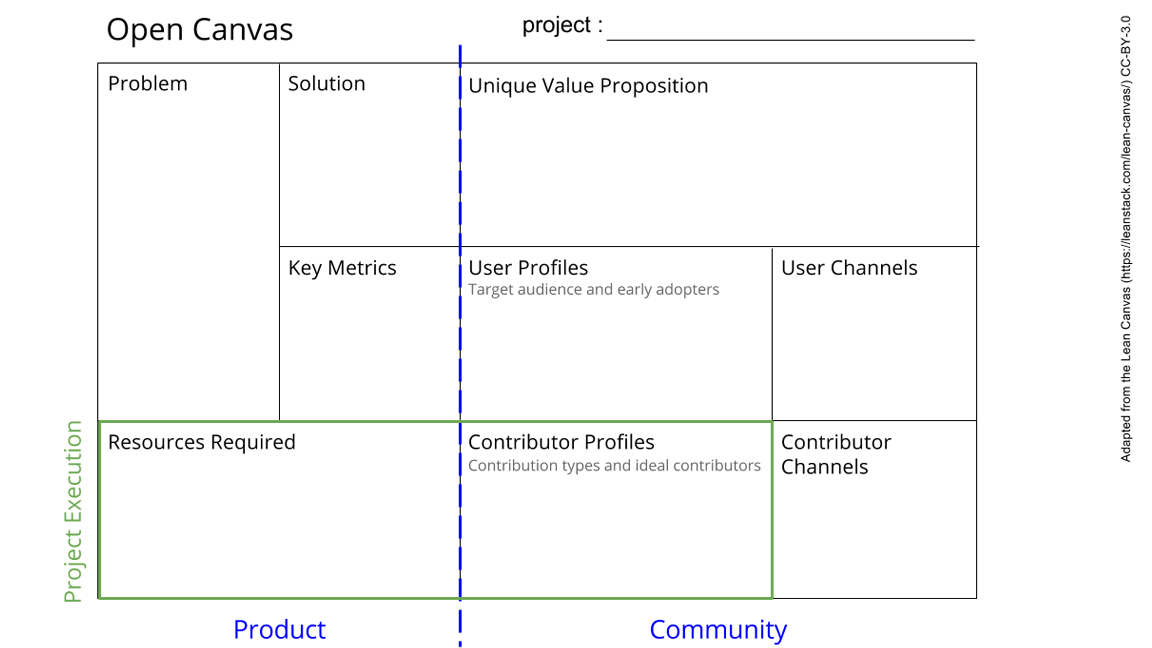 Open Canvas
project :
Problem
Solution
Unique Value Proposition
Key Metrics
User Profiles
Target audience and early adopters
User Channels
Resources Required
Contributor Profiles
Contribution types and ideal contributors
Contributor
Channels
Project Execution
Product
Community
Adapted from the Lean Canvas (https://leanstack.com/lean-canvas/) CC-BY-3.0